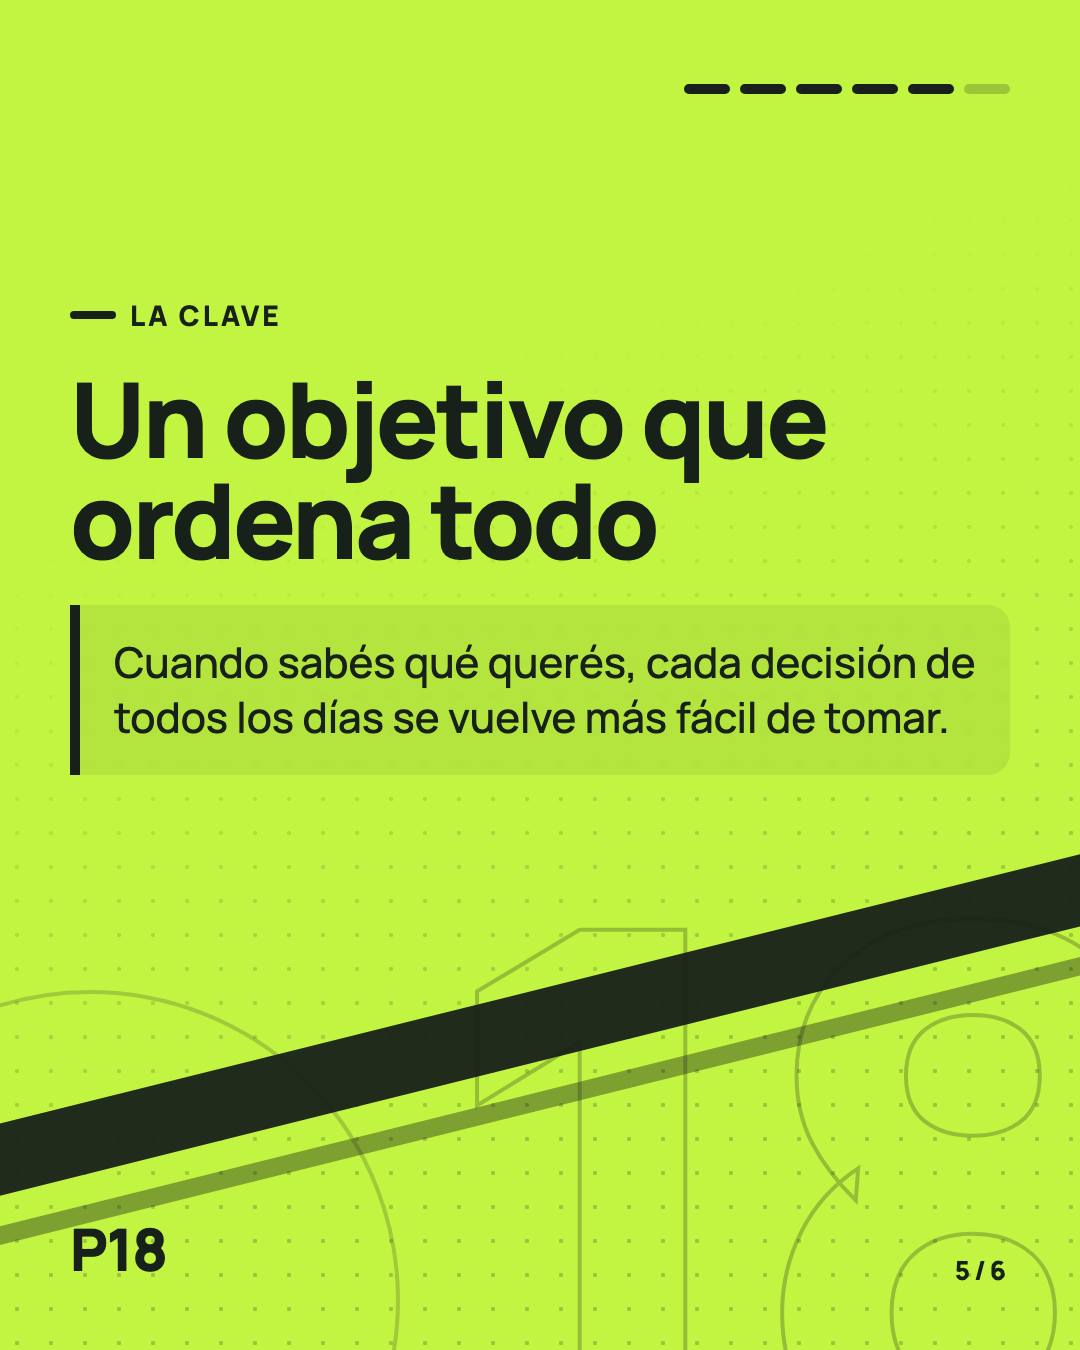 LA CLAVE
Un objetivo que
ordena todo
Cuando sabés qué querés, cada decisión de
todos los días se vuelve más fácil de tomar.
P18
5 / 6